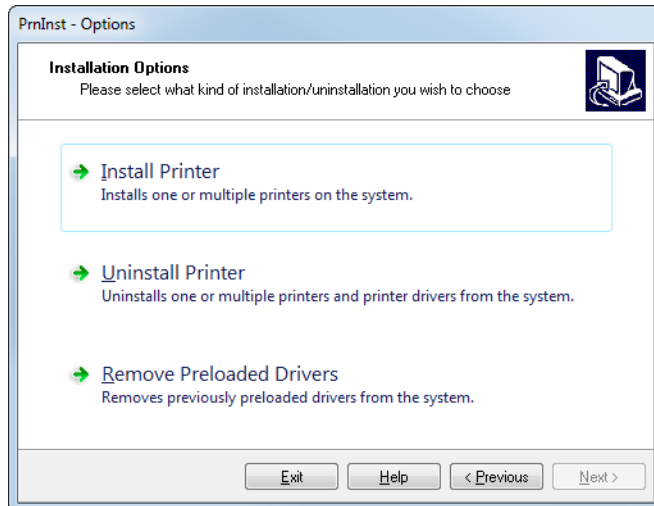 PrnInst - Options
Installation Options
Please select what kind of installation/uninstallation you wish to choose
Install Printer
Installs one or multiple printers on the system.
Uninstall Printer
Uninstalls one or multiple printers and printer drivers from the system.
Remove Preloaded Drivers
Removes previously preloaded drivers from the system.
Exit Help < Previous Next >